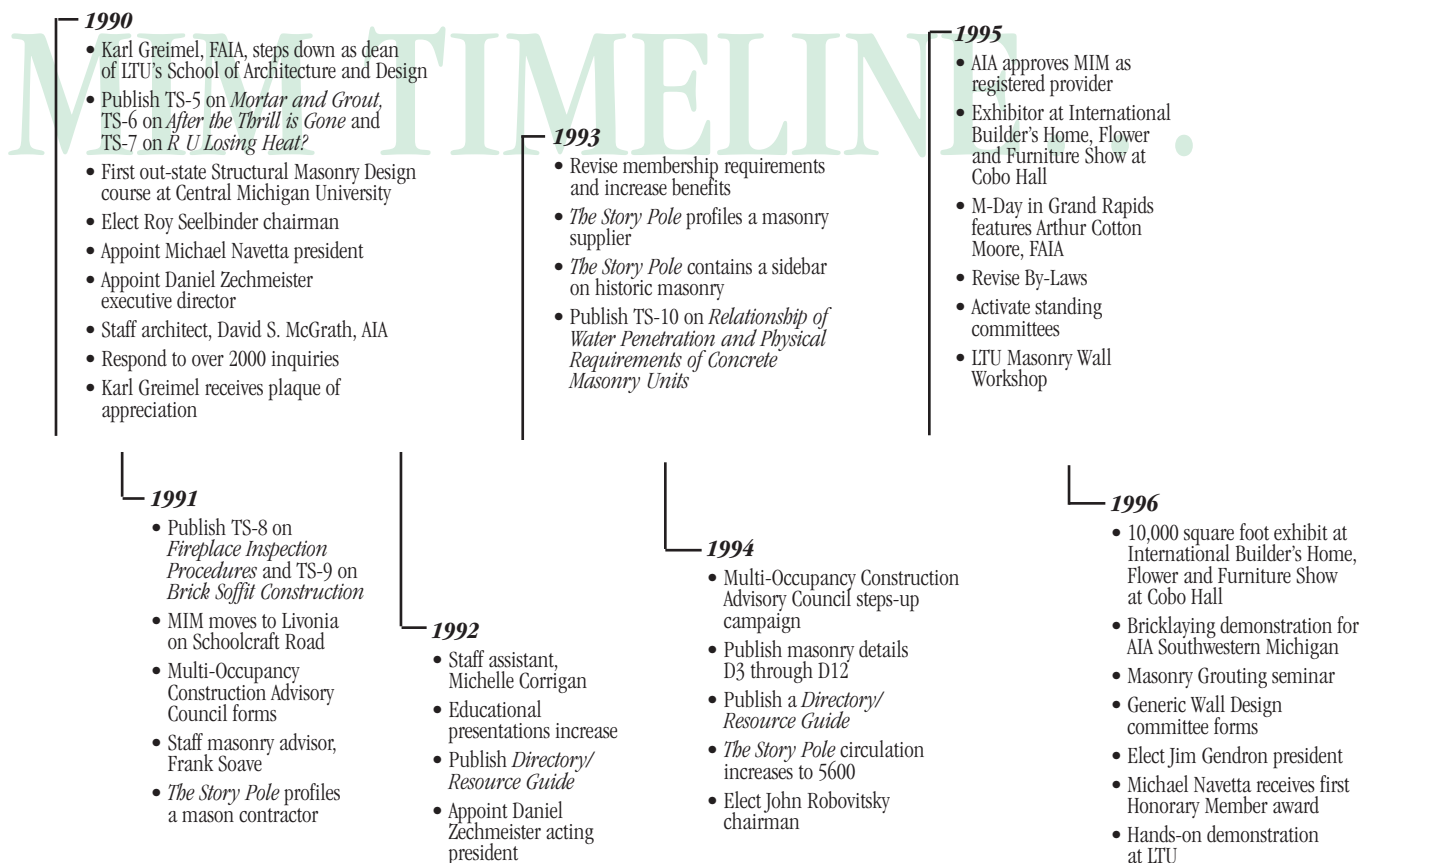 MIM TIMELINE. . .
1990
• Karl Greimel, FAIA, steps down as dean
of LTU's School of Architecture and Design
• Publish TS-5 on Mortar and Grout,
TS-6 on After the Thrill is Gone and
TS-7 on R U Losing Heat?
• First out-state Structural Masonry Design
course at Central Michigan University
• Elect Roy Seelbinder chairman
• Appoint Michael Navetta president
• Appoint Daniel Zechmeister
executive director
• Staff architect, David S. McGrath, AIA
• Respond to over 2000 inquiries
• Karl Greimel receives plaque of
appreciation
1991
• Publish TS-8 on
Fireplace Inspection
Procedures and TS-9 on
Brick Soffit Construction
• MIM moves to Livonia
on Schoolcraft Road
• Multi-Occupancy
Construction Advisory
Council forms
• Staff masonry advisor,
Frank Soave
• The Story Pole profiles
a mason contractor
1992
• Staff assistant,
Michelle Corrigan
• Educational
presentations increase
• Publish Directory/
Resource Guide
• Appoint Daniel
Zechmeister acting
president
1993
• Revise membership requirements
and increase benefits
• The Story Pole profiles a masonry
supplier
• The Story Pole contains a sidebar
on historic masonry
• Publish TS-10 on Relationship of
Water Penetration and Physical
Requirements of Concrete
Masonry Units
1994
• Multi-Occupancy Construction
Advisory Council steps-up
campaign
• Publish masonry details
D3 through D12
• Publish a Directory/
Resource Guide
• The Story Pole circulation
increases to 5600
• Elect John Robovitsky
chairman
1995
• AIA approves MIM as
registered provider
• Exhibitor at International
Builder's Home, Flower
and Furniture Show at
Cobo Hall
• M-Day in Grand Rapids
features Arthur Cotton
Moore, FAIA
• Revise By-Laws
• Activate standing
committees
• LTU Masonry Wall
Workshop
1996
• 10,000 square foot exhibit at
International Builder's Home,
Flower and Furniture Show
at Cobo Hall
• Bricklaying demonstration for
AIA Southwestern Michigan
• Masonry Grouting seminar
• Generic Wall Design
committee forms
• Elect Jim Gendron president
• Michael Navetta receives first
Honorary Member award
• Hands-on demonstration
at LTU